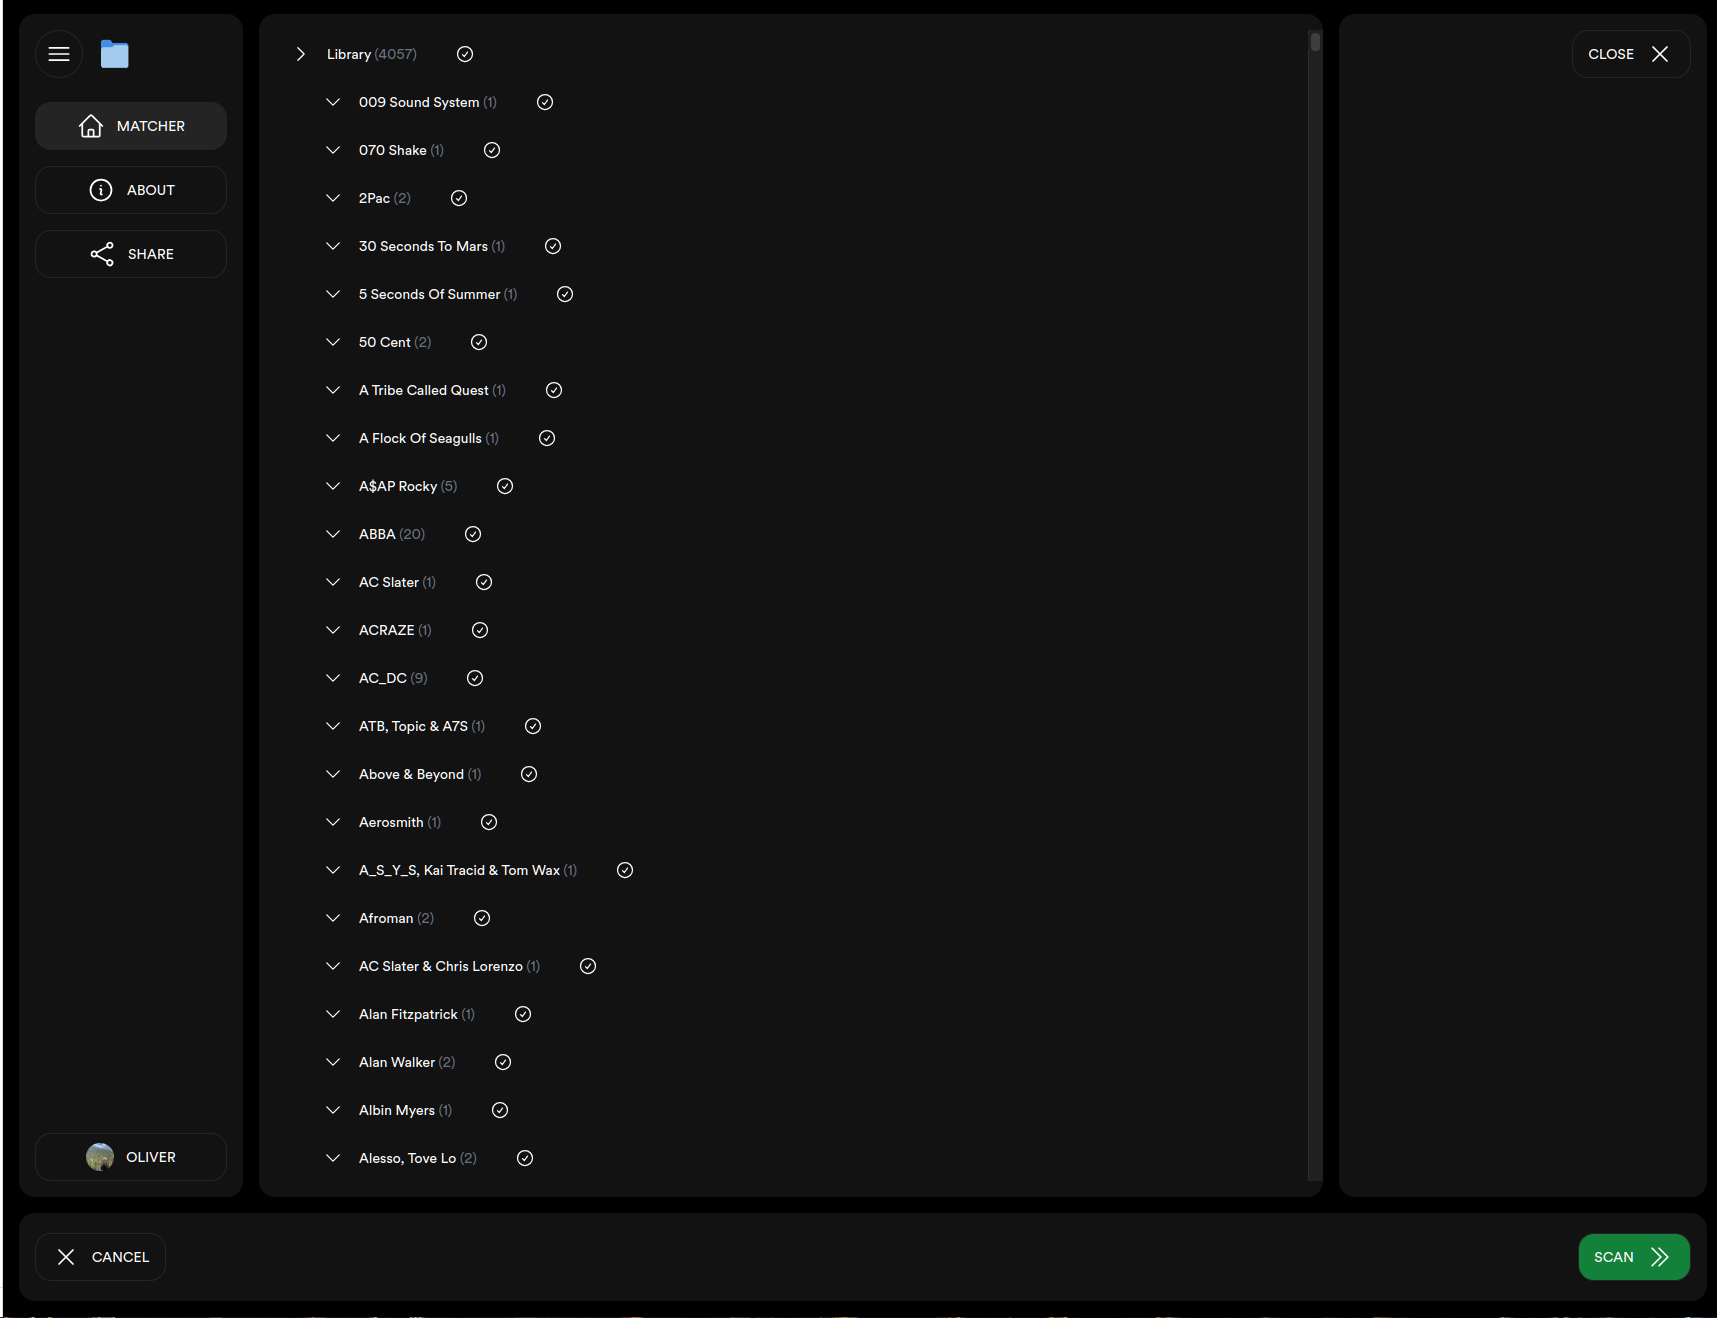 MATCHER
ABOUT
SHARE
OLIVER
Library (4057)
009 Sound System (1)
070 Shake (1)
2Pac (2)
30 Seconds To Mars (1)
5 Seconds Of Summer (1)
50 Cent (2)
A Tribe Called Quest (1)
A Flock Of Seagulls (1)
A$AP Rocky (5)
ABBA (20)
AC Slater (1)
ACRAZE (1)
AC_DC (9)
ATB, Topic & A7S (1)
Above & Beyond (1)
Aerosmith (1)
A_S_Y_S, Kai Tracid & Tom Wax (1)
Afroman (2)
AC Slater & Chris Lorenzo (1)
Alan Fitzpatrick (1)
Alan Walker (2)
Albin Myers (1)
Alesso, Tove Lo (2)
CLOSE
CANCEL
SCAN